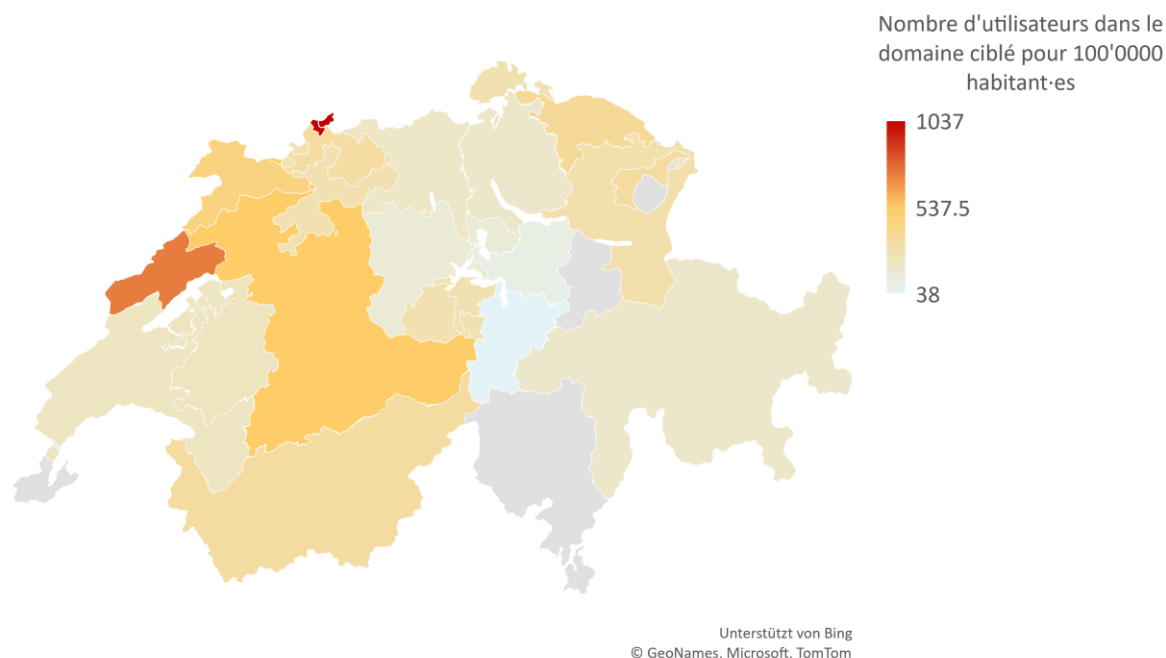 Nombre d'utilisateurs dans le
domaine ciblé pour 100'0000
habitant·es
1037
537.5
38
Unterstützt von Bing
© GeoNames, Microsoft, TomTom